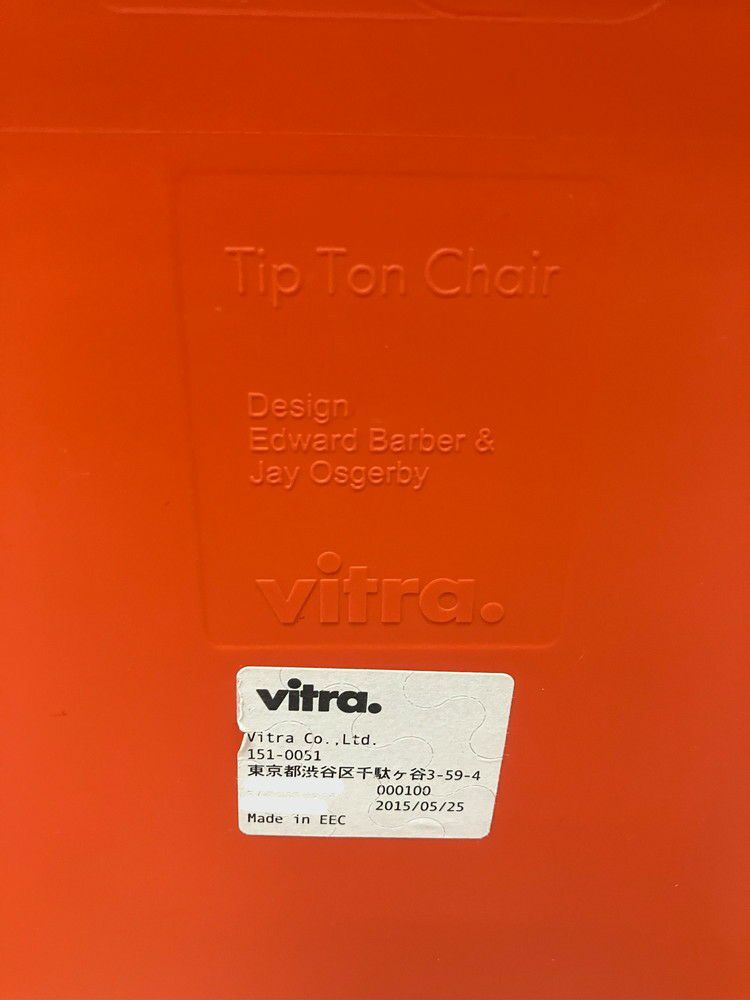 Tip Ton Chair
Design
Edward Barber &
Jay Osgerby
vitra.
vitra.
Vitra Co.,Ltd.
151-0051
東京都渋谷区千駄ヶ谷3-59-4
000100
2015/05/25
Made in EEC